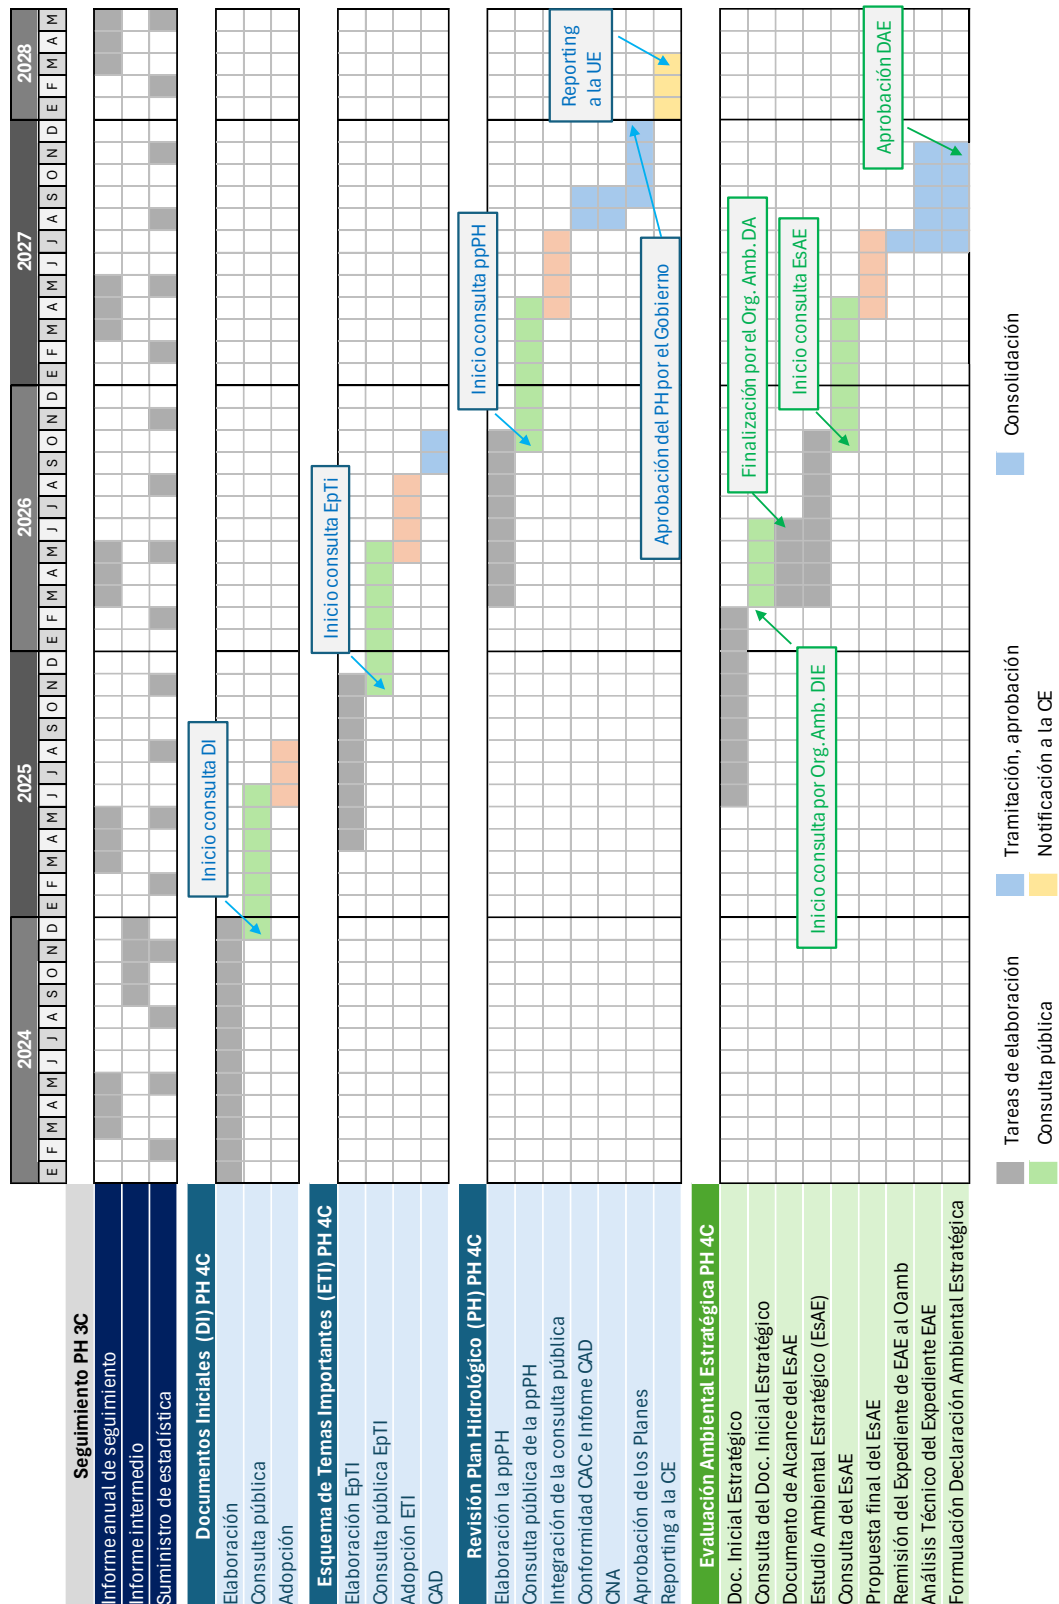 2024 2025 2026 2027 2028
E F M A M J J A S O N D E F M A M J J A S O N D E F M A M J J A S O N D E F M A M J J A S O N D E F M A M
Seguimiento PH 3C
Informe anual de seguimiento
Informe intermedio
Suministro de estadística
Documentos Iniciales (DI) PH 4C
Elaboración
Consulta pública
Adopción
Inicio consulta DI
Esquema de Temas Importantes (ETI) PH 4C
Elaboración EpTI
Consulta pública EpTI
Adopción ETI
CAD
Inicio consulta EpTi
Revisión Plan Hidrológico (PH) PH 4C
Elaboración la ppPH
Consulta pública de la ppPH
Integración de la consulta pública
Conformidad CAC e Infome CAD
CNA
Aprobación de los Planes
Reporting a la CE
Inicio consulta ppPH
Aprobación del PH por el Gobierno
Reporting
a la UE
Evaluación Ambiental Estratégica PH 4C
Doc. Inicial Estratégico
Consulta del Doc. Inicial Estratégico
Documento de Alcance del EsAE
Estudio Ambiental Estratégico (EsAE)
Consulta del EsAE
Propuesta final del EsAE
Remisión del Expediente de EAE al Oamb
Análisis Técnico del Expediente EAE
Formulación Declaración Ambiental Estratégica
Inicio consulta por Org. Amb. DIE
Finalización por el Org. Amb. DA
Inicio consulta EsAE
Aprobación DAE
Tareas de elaboración
Tramitación, aprobación
Consolidación
Consulta pública
Notificación a la CE